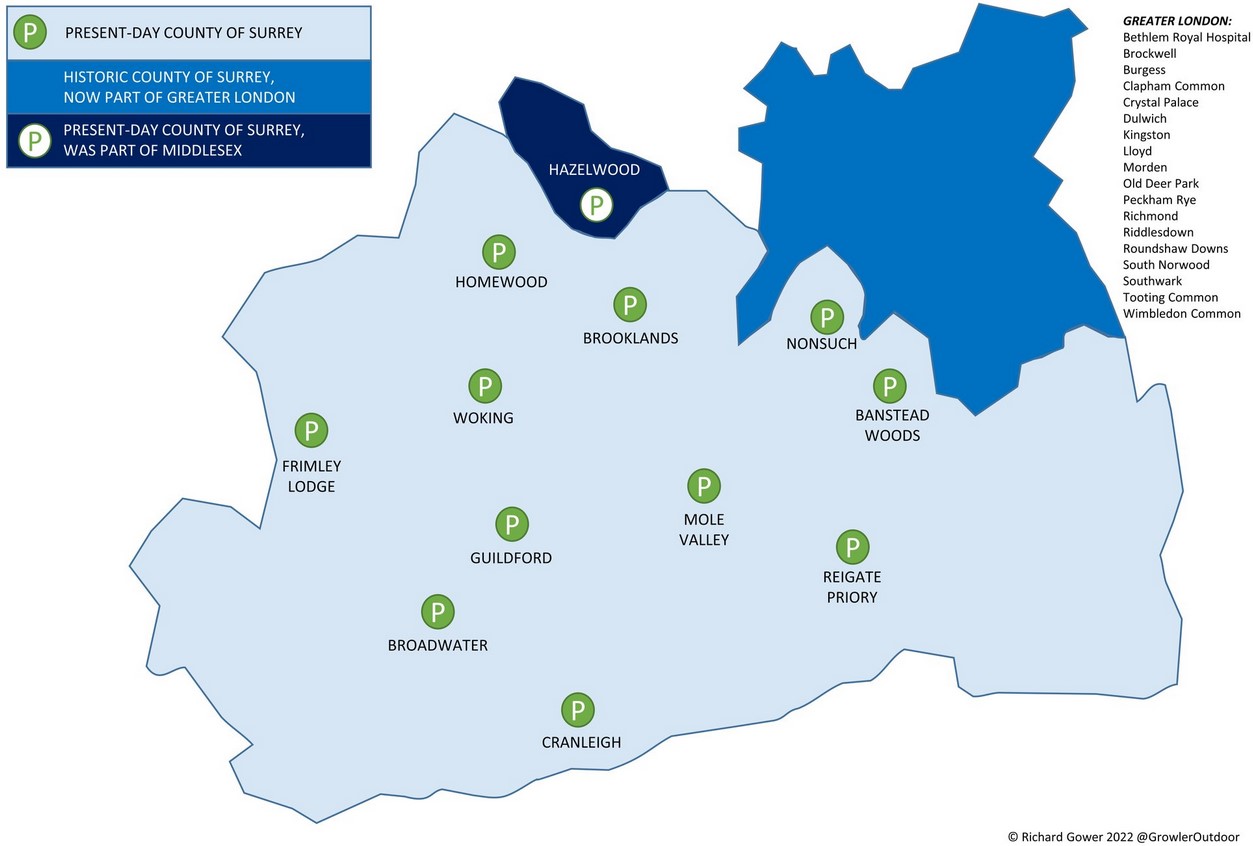 P PRESENT-DAY COUNTY OF SURREY
HISTORIC COUNTY OF SURREY,
NOW PART OF GREATER LONDON
P PRESENT-DAY COUNTY OF SURREY,
WAS PART OF MIDDLESEX
GREATER LONDON:
Bethlem Royal Hospital
Brockwell
Burgess
Clapham Common
Crystal Palace
Dulwich
Kingston
Lloyd
Morden
Old Deer Park
Peckham Rye
Richmond
Riddlesdown
Roundshaw Downs
South Norwood
Southwark
Tooting Common
Wimbledon Common
HAZELWOOD
P
P
HOMEWOOD
P
BROOKLANDS
P
NONSUCH
P
WOKING
P
BANSTEAD
WOODS
P
FRIMLEY
LODGE
P
MOLE
VALLEY
P
GUILDFORD
P
REIGATE
PRIORY
P
BROADWATER
P
CRANLEIGH
© Richard Gower 2022 @GrowlerOutdoor